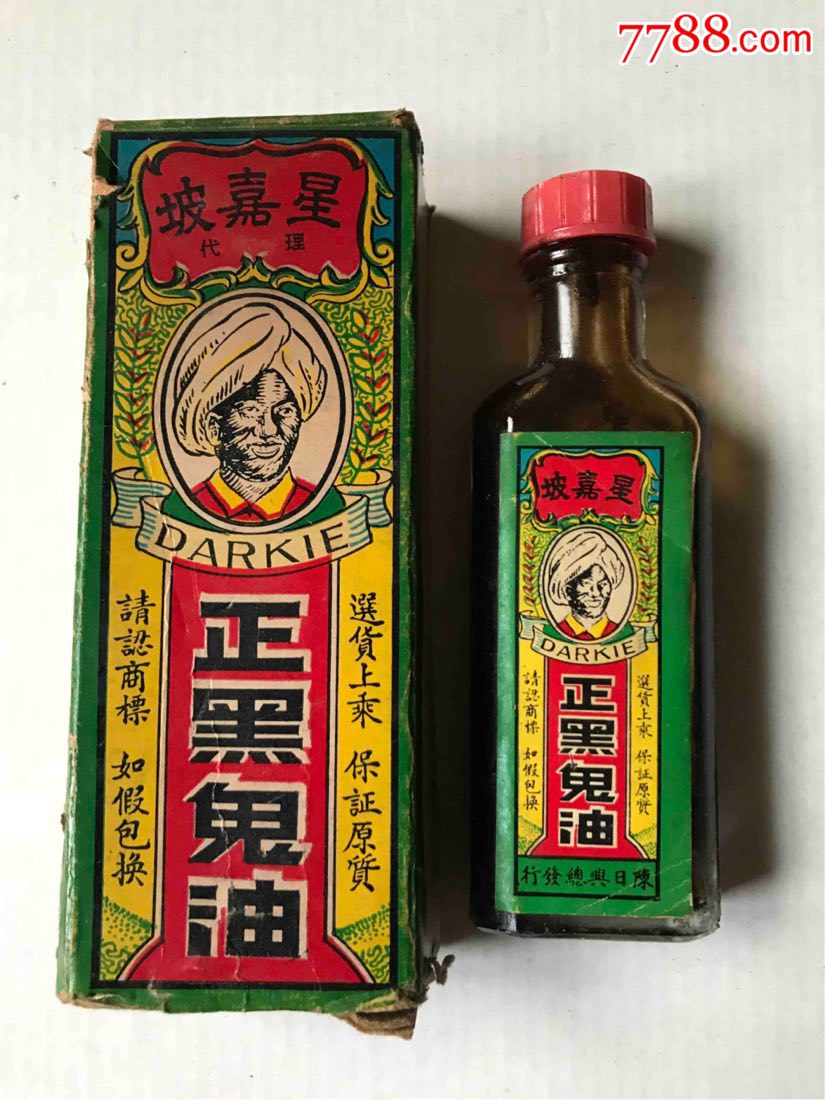 7788.com
星嘉坡
代理
DARKIE
正黑鬼油
選貨上乘 保証原質
請認商標 如假包換
星嘉坡
DARKIE
正黑鬼油
選貨上乘 保証原質
請認商標 如假包換
陳日興總發行